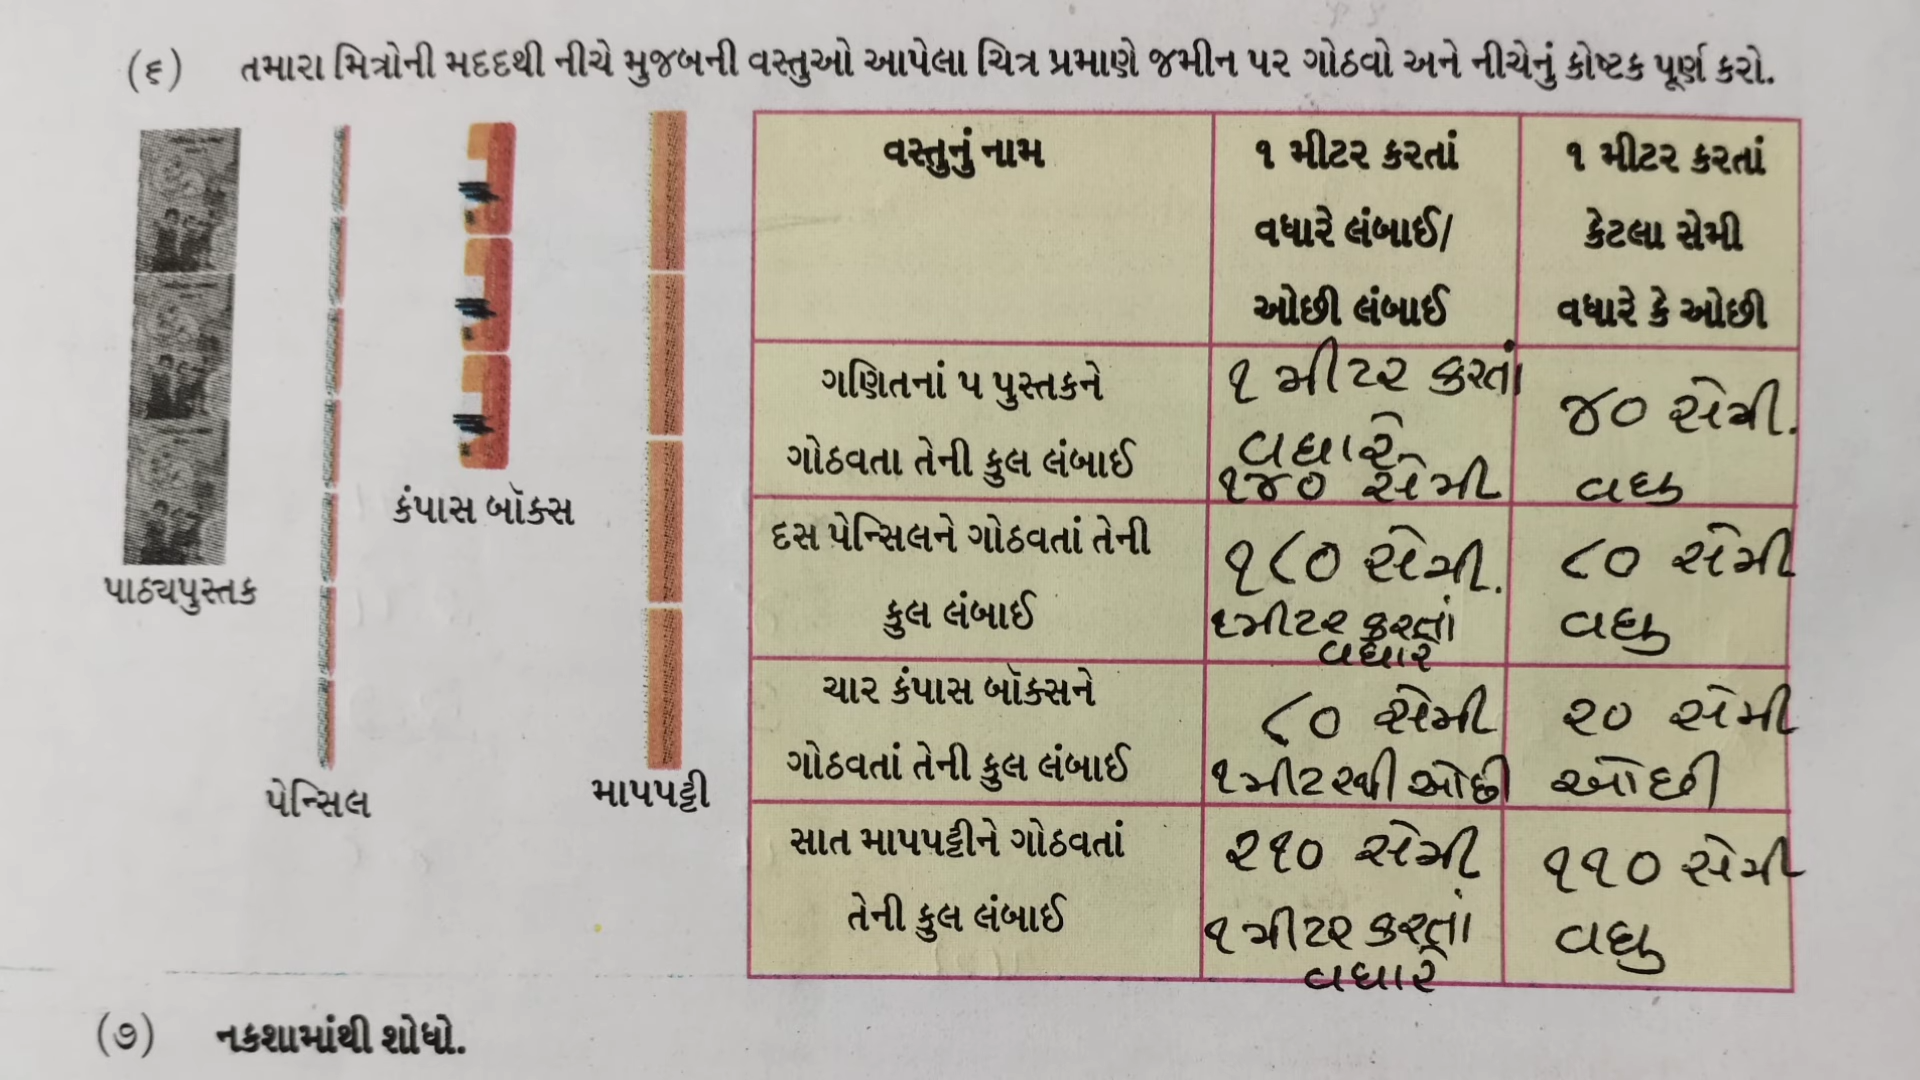 (૬) તમારા મિત્રોની મદદથી નીચે મુજબની વસ્તુઓ આપેલા ચિત્ર પ્રમાણે જમીન પર ગોઠવો અને નીચેનું કોષ્ટક પૂર્ણ કરો.
પાઠ્યપુસ્તક
પેન્સિલ
કંપાસ બૉક્સ
માપપટ્ટી
વસ્તુનું નામ
૧ મીટર કરતાં
વધારે લંબાઈ/
ઓછી લંબાઈ
૧ મીટર કરતાં
કેટલા સેમી
વધારે કે ઓછી
ગણિતનાં ૫ પુસ્તકને
ગોઠવતા તેની કુલ લંબાઈ
૧ મીટર કરતાં
વધારે
૧૪૦ સેમી
૪૦ સેમી.
વધુ
દસ પેન્સિલને ગોઠવતાં તેની
કુલ લંબાઈ
૧૮૦ સેમી.
૧મીટર કરતાં
વધારે
૮૦ સેમી
વધુ
ચાર કંપાસ બૉક્સને
ગોઠવતાં તેની કુલ લંબાઈ
૮૦ સેમી
૧મીટરથી ઓછી
૨૦ સેમી
ઓછી
સાત માપપટ્ટીને ગોઠવતાં
તેની કુલ લંબાઈ
૨૧૦ સેમી
૧ મીટર કરતાં
વધારે
૧૧૦ સેમી
વધુ
(૭) નકશામાંથી શોધો.